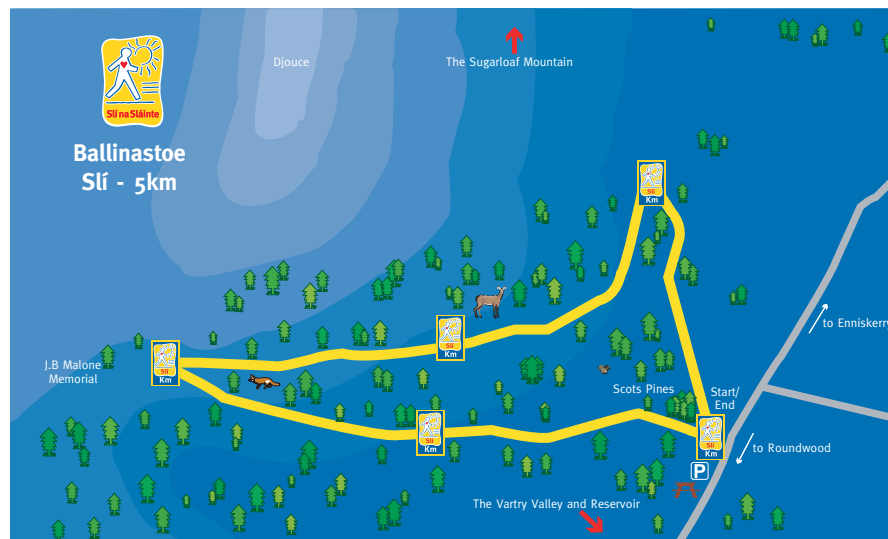 Djouce
The Sugarloaf Mountain
Slí na Sláinte
Ballinastoe
Slí - 5km
Slí
Km
to Enniskerry
Slí
Km
J.B Malone
Memorial
Slí
Km
Scots Pines
Start/
End
Slí
Km
Slí
Km
to Roundwood
P
The Vartry Valley and Reservoir